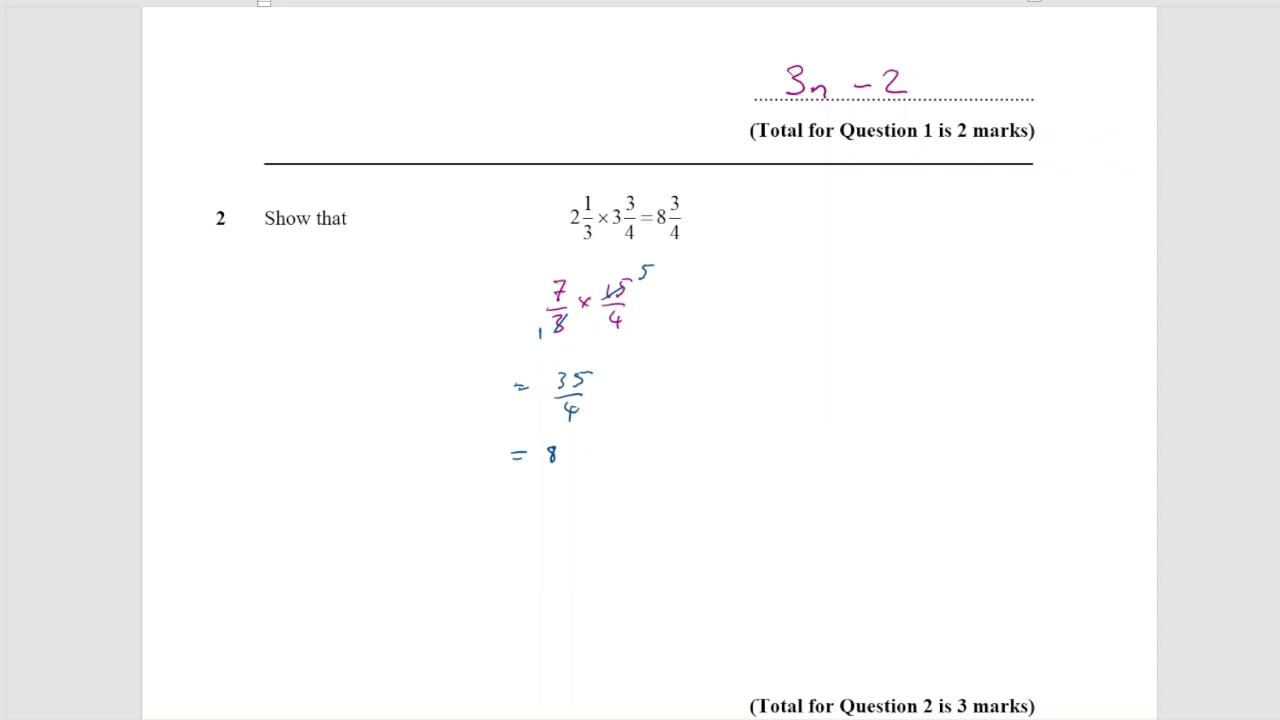 3n - 2
(Total for Question 1 is 2 marks)
2 Show that 2 1/3 × 3 3/4 = 8 3/4
7/3 × 15/4 5
1
= 35/4
= 8
(Total for Question 2 is 3 marks)